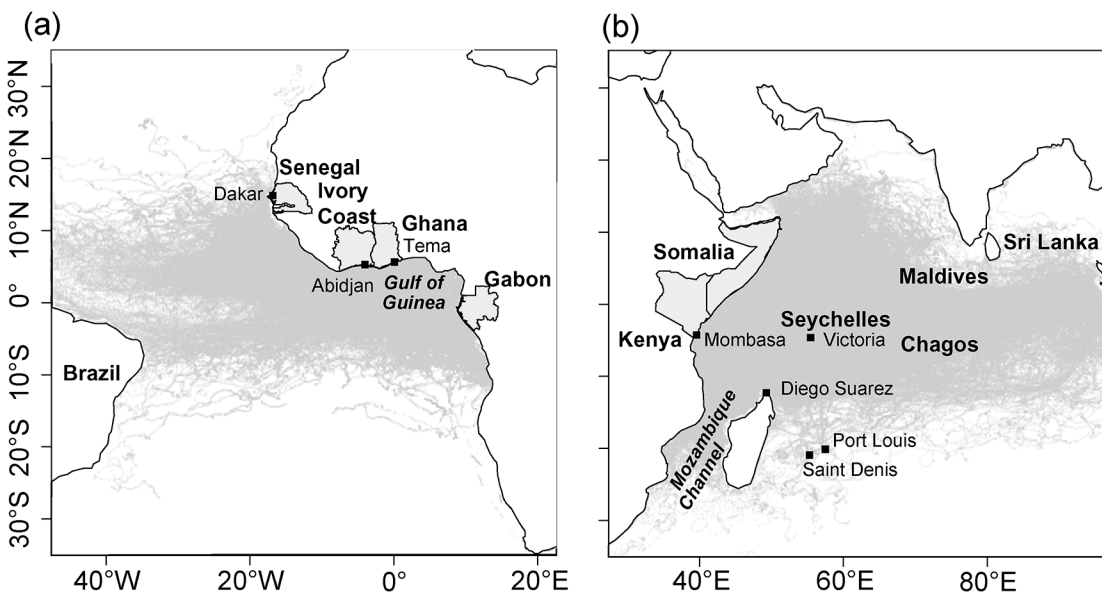 (a)
30°N
20°N
10°N
0°
10°S
20°S
30°S
40°W
20°W
0°
20°E
Senegal
Dakar
Ivory
Coast
Ghana
Tema
Abidjan
Gulf of
Guinea
Gabon
Brazil
(b)
Somalia
Sri Lanka
Maldives
Seychelles
Kenya
Mombasa
Victoria
Chagos
Diego Suarez
Mozambique
Channel
Port Louis
Saint Denis
40°E
60°E
80°E